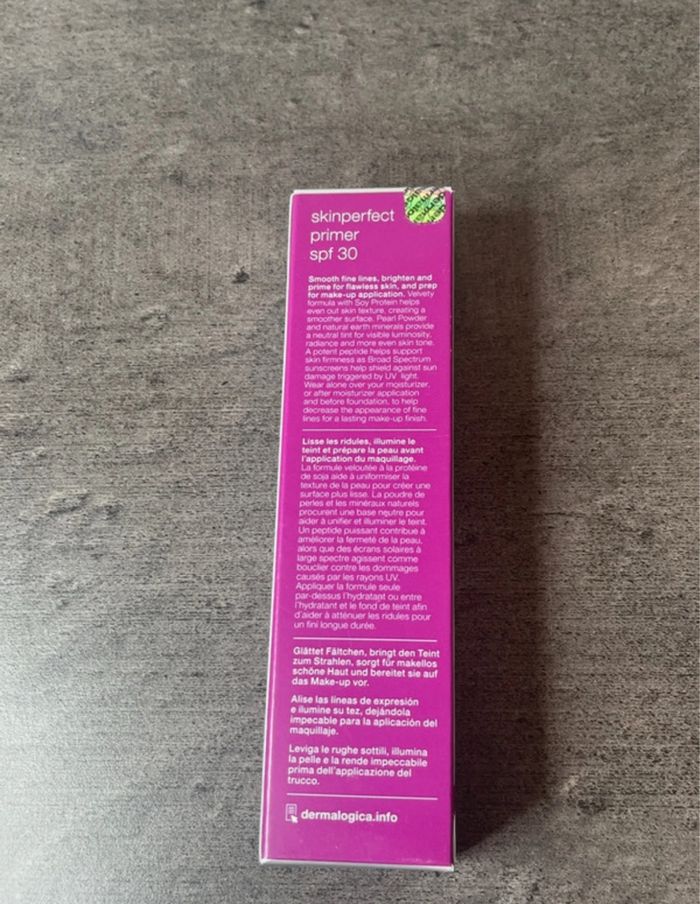 skinperfect
primer
spf 30
Smooth fine lines, brighten and
prime for flawless skin, and prep
for make-up application. Velvety
formula with Soy Protein helps
even out skin texture, creating a
smoother surface. Pearl Powder
and natural earth minerals provide
a neutral tint for visible luminosity,
radiance and more even skin tone.
A potent peptide helps support
skin firmness as Broad Spectrum
sunscreens help shield against sun
damage triggered by UV light.
Wear alone over your moisturizer,
or after moisturizer application
and before foundation, to help
decrease the appearance of fine
lines for a lasting make-up finish.
Lisse les ridules, illumine le
teint et prépare la peau avant
l'application du maquillage.
La formule veloutée à la protéine
de soja aide à uniformiser la
texture de la peau pour créer une
surface plus lisse. La poudre de
perles et les minéraux naturels
procurent une base neutre pour
aider à unifier et illuminer le teint.
Un peptide puissant contribue à
améliorer la fermeté de la peau,
alors que des écrans solaires à
large spectre agissent comme
bouclier contre les dommages
causés par les rayons UV.
Appliquer la formule seule
par-dessus l'hydratant ou entre
l'hydratant et le fond de teint afin
d'aider à atténuer les ridules pour
un fini longue durée.
Glättet Fältchen, bringt den Teint
zum Strahlen, sorgt für makellos
schöne Haut und bereitet sie auf
das Make-up vor.
Alise las líneas de expresión
e ilumine su tez, dejándola
impecable para la aplicación del
maquillaje.
Leviga le rughe sottili, illumina
la pelle e la rende impeccabile
prima dell'applicazione del
trucco.
dermalogica.info